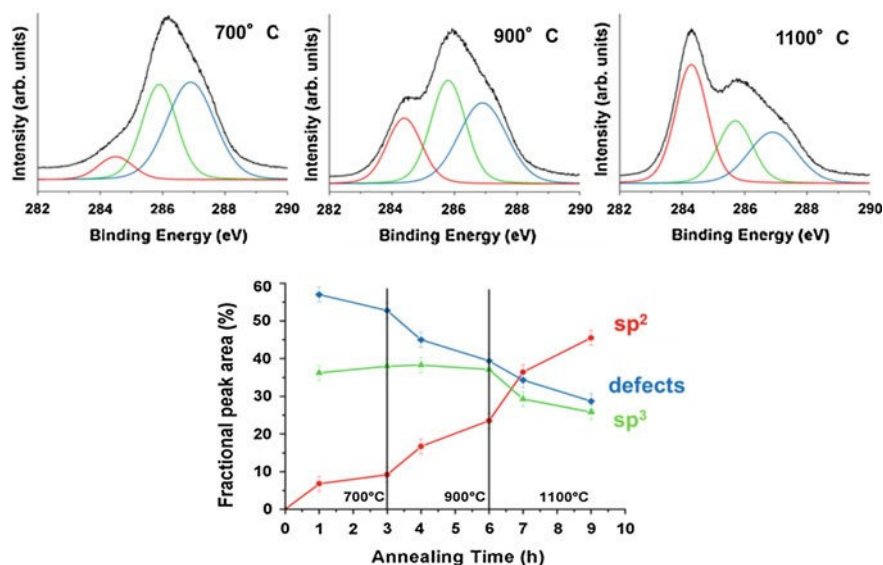 700° C
Intensity (arb. units)
282 284 286 288 290
Binding Energy (eV)
900° C
Intensity (arb. units)
282 284 286 288 290
Binding Energy (eV)
1100° C
Intensity (arb. units)
282 284 286 288 290
Binding Energy (eV)
Fractional peak area (%)
60
50
40
30
20
10
0
sp²
defects
sp³
700°C 900°C 1100°C
0 1 2 3 4 5 6 7 8 9 10
Annealing Time (h)